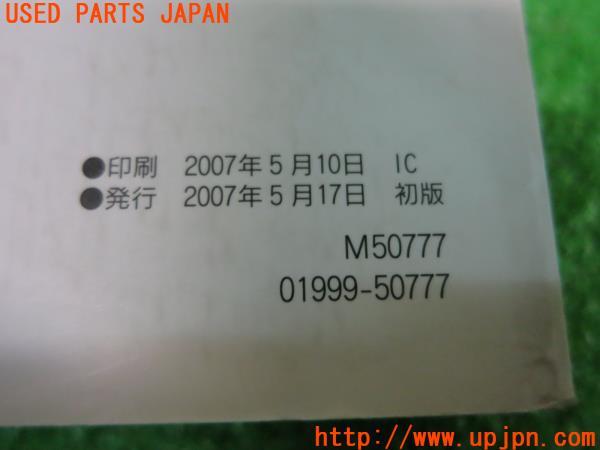 USED PARTS JAPAN
●印刷 2007年5月10日 IC
●発行 2007年5月17日 初版
M50777
01999-50777
http://www.upjpn.com